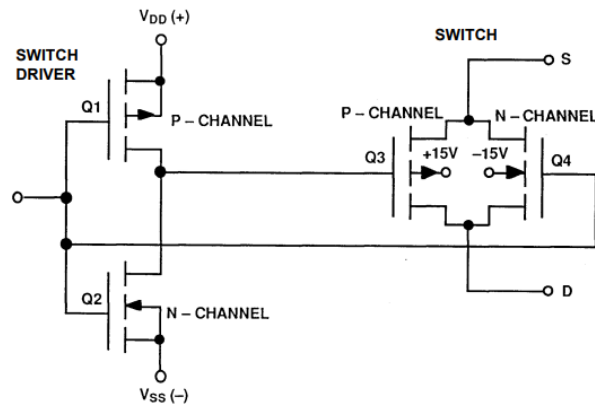 V_DD (+)
SWITCH
DRIVER
SWITCH
S
Q1
P – CHANNEL
P – CHANNEL
N – CHANNEL
Q3
+15V
–15V
Q4
Q2
N – CHANNEL
D
V_SS (–)